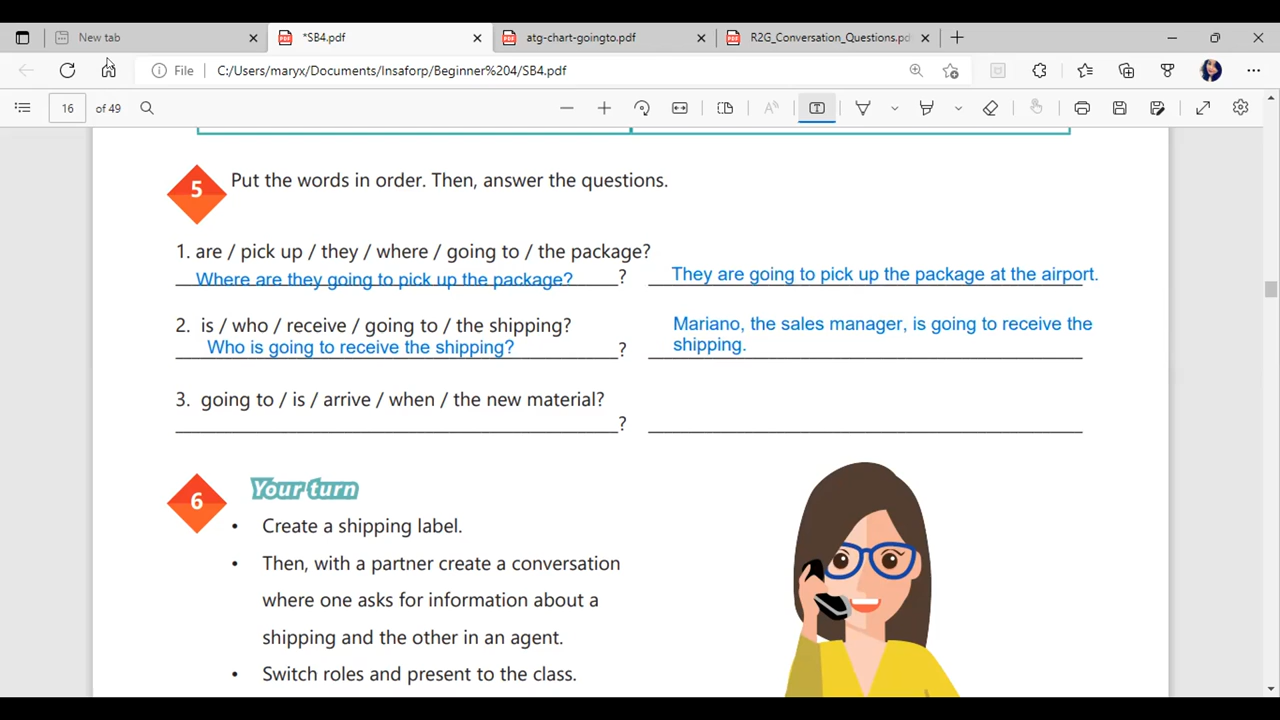 New tab
*SB4.pdf
atg-chart-goingto.pdf
R2G_Conversation_Questions.pd
File
C:/Users/maryx/Documents/Insaforp/Beginner%204/SB4.pdf
16
of 49
5
Put the words in order. Then, answer the questions.
1. are / pick up / they / where / going to / the package?
Where are they going to pick up the package? ?
They are going to pick up the package at the airport.
2. is / who / receive / going to / the shipping?
Who is going to receive the shipping? ?
Mariano, the sales manager, is going to receive the
shipping.
3. going to / is / arrive / when / the new material?
?
6
Your turn
• Create a shipping label.
• Then, with a partner create a conversation
where one asks for information about a
shipping and the other in an agent.
• Switch roles and present to the class.